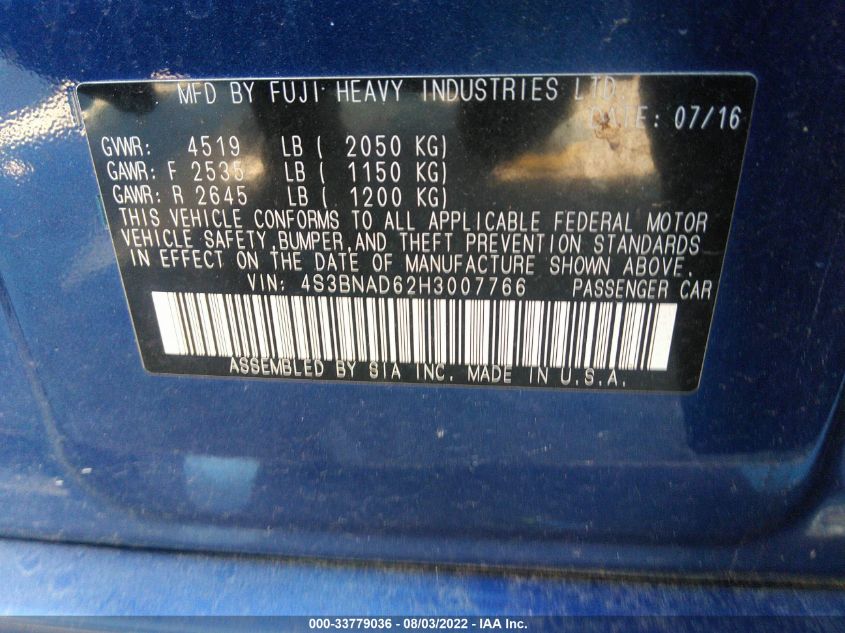 MFD BY FUJI HEAVY INDUSTRIES LTD.
DATE: 07/16
GVWR: 4519 LB ( 2050 KG)
GAWR: F 2535 LB ( 1150 KG)
GAWR: R 2645 LB ( 1200 KG)
THIS VEHICLE CONFORMS TO ALL APPLICABLE FEDERAL MOTOR
VEHICLE SAFETY,BUMPER,AND THEFT PREVENTION STANDARDS
IN EFFECT ON THE DATE OF MANUFACTURE SHOWN ABOVE.
VIN: 4S3BNAD62H3007766 PASSENGER CAR
ASSEMBLED BY SIA INC. MADE IN U.S.A.
000-33779036 - 08/03/2022 - IAA Inc.